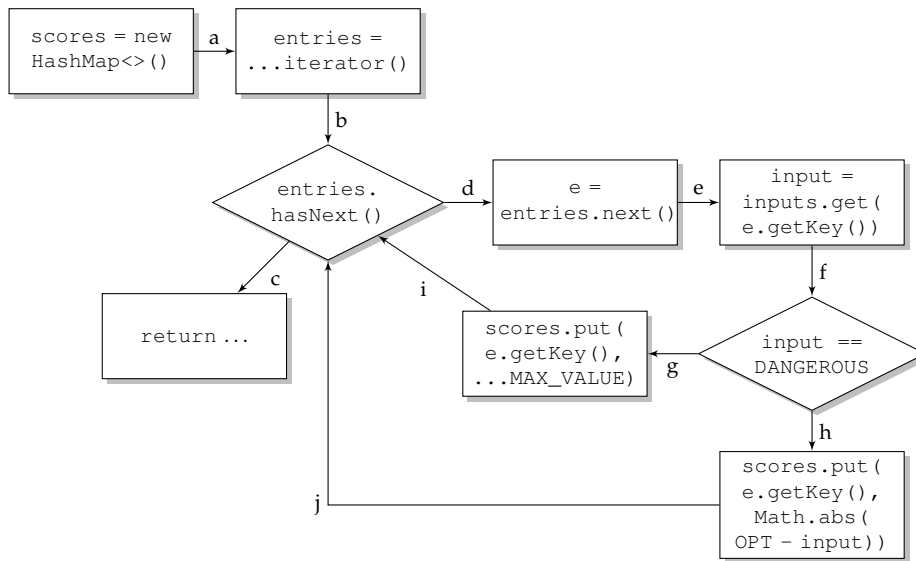 scores = new
HashMap<>()
a
entries =
...iterator()
b
entries.
hasNext()
d
e =
entries.next()
e
input =
inputs.get(
e.getKey())
c
f
return ...
i
scores.put(
e.getKey(),
...MAX_VALUE)
g
input ==
DANGEROUS
h
j
scores.put(
e.getKey(),
Math.abs(
OPT - input))